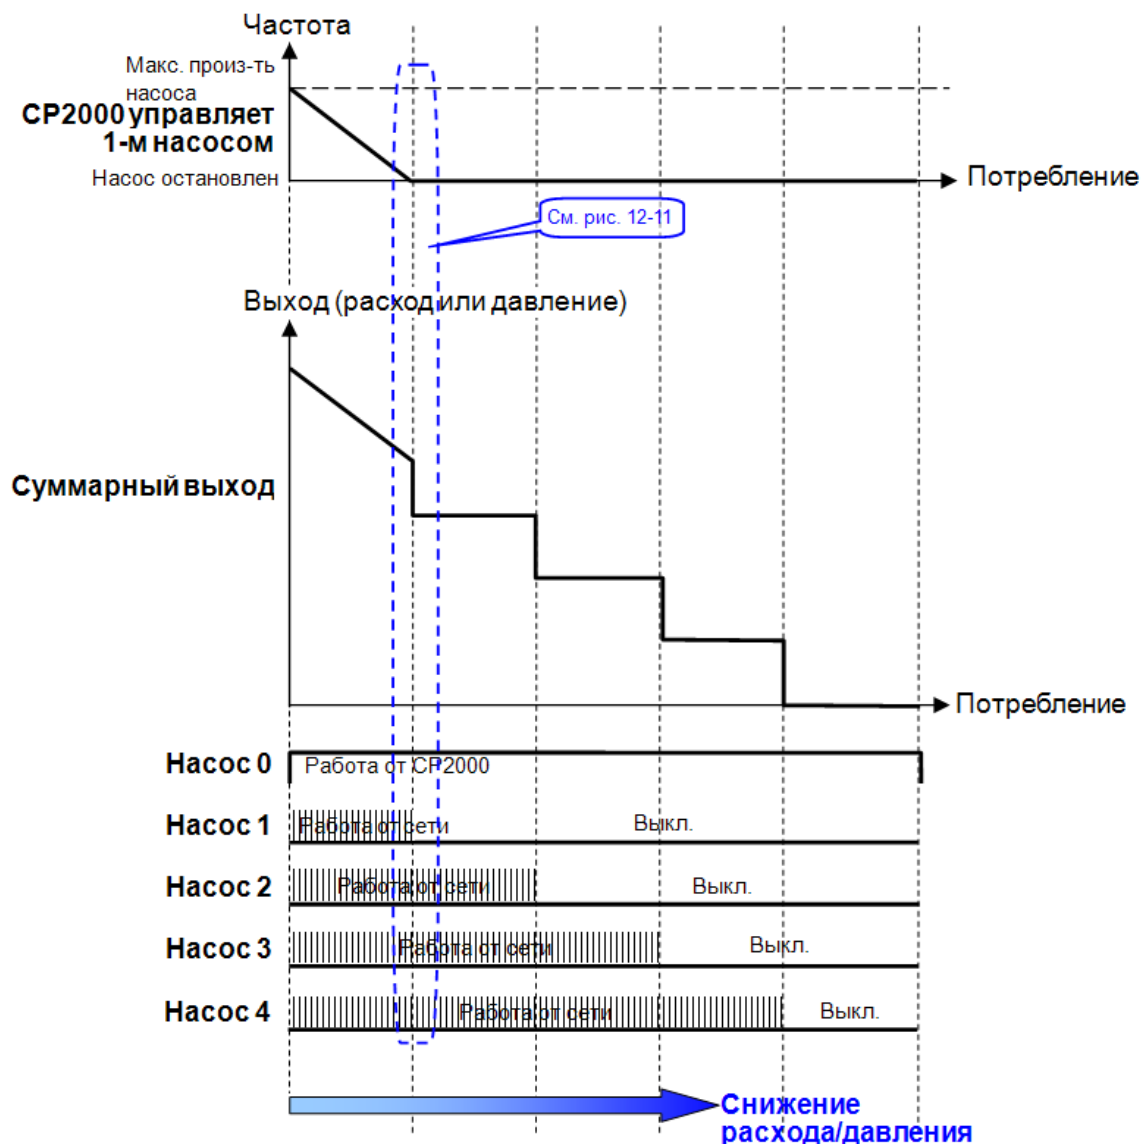 Частота
Макс. произ-ть
насоса
CP2000 управляет
1-м насосом
Насос остановлен
Потребление
См. рис. 12-11
Выход (расход или давление)
Суммарный выход
Потребление
Насос 0
Работа от CP2000
Насос 1
Работа от сети
Выкл.
Насос 2
Работа от сети
Выкл.
Насос 3
Работа от сети
Выкл.
Насос 4
Работа от сети
Выкл.
Снижение
расхода/давления